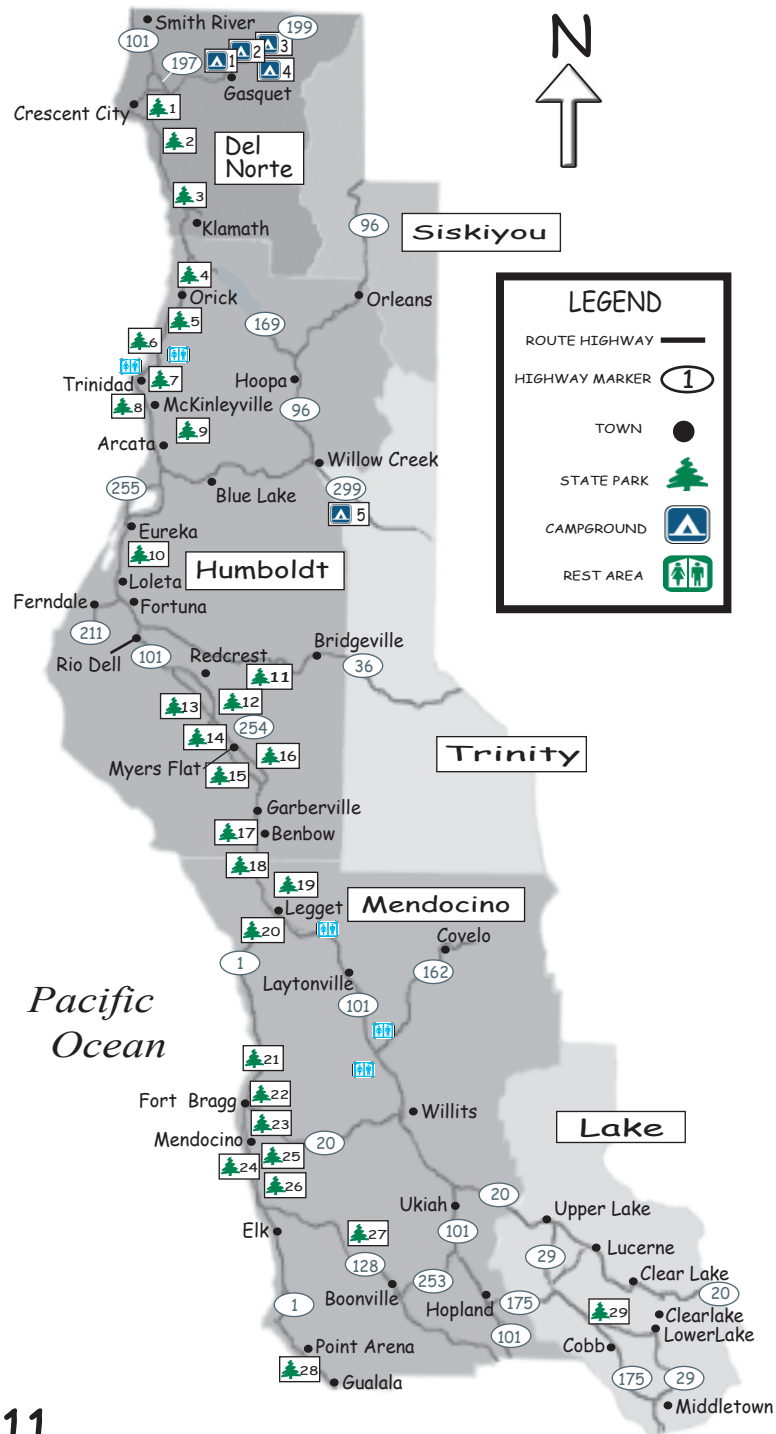 Smith River
101
199
197
1
2
3
4
Gasquet
Crescent City
1
2
Del
Norte
N
3
Klamath
Siskiyou
96
4
Orick
Orleans
5
169
6
Trinidad
7
Hoopa
8
McKinleyville
96
9
Arcata
Willow Creek
255
Blue Lake
299
5
Eureka
10
Humboldt
Loleta
Ferndale
Fortuna
211
Rio Dell
101
Redcrest
Bridgeville
36
11
12
13
254
14
16
Myers Flat
15
Trinity
Garberville
17
Benbow
18
19
Legget
Mendocino
20
Covelo
1
162
Laytonville
101
Pacific
Ocean
21
Fort Bragg
22
23
Willits
Mendocino
20
Lake
24
25
26
Ukiah
20
Upper Lake
Elk
27
101
Lucerne
29
128
253
Clear Lake
Boonville
Hopland
175
20
1
29
Clearlake
LowerLake
101
Cobb
Point Arena
28
Gualala
175
29
Middletown
LEGEND
ROUTE HIGHWAY
HIGHWAY MARKER 1
TOWN
STATE PARK
CAMPGROUND
REST AREA
11